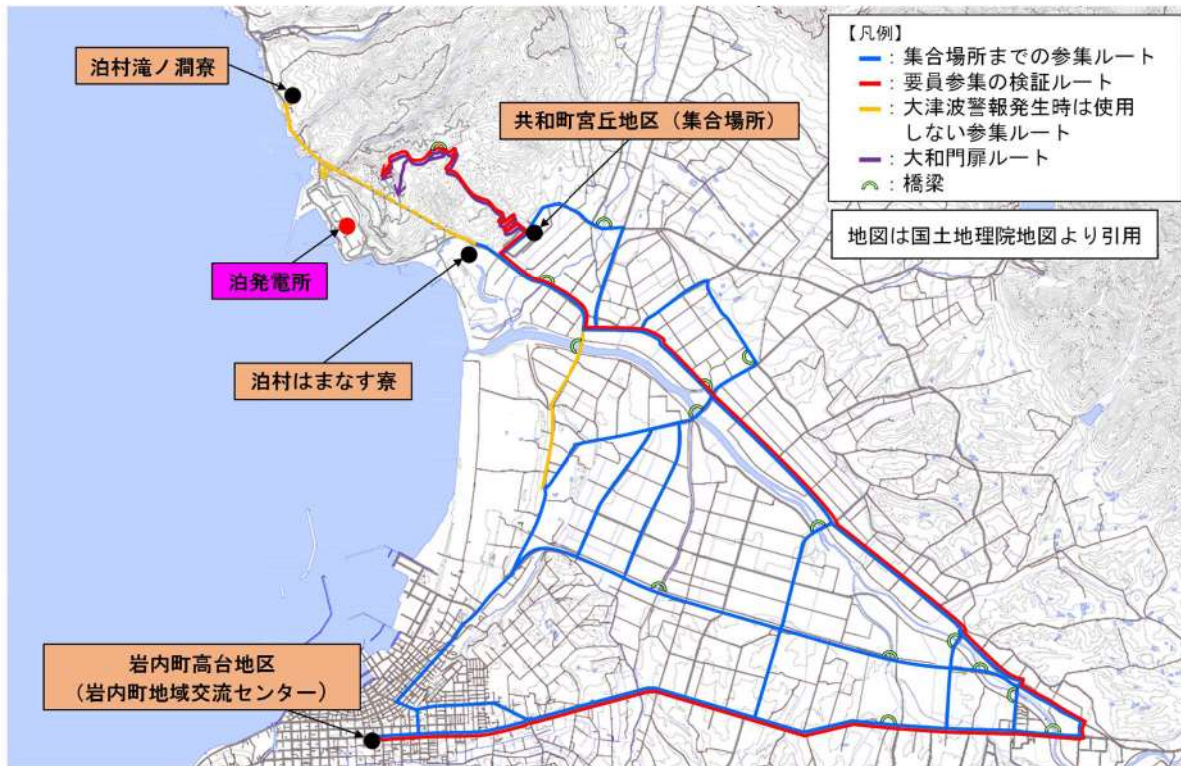 泊村滝ノ澗寮
共和町宮丘地区（集合場所）
【凡例】
：集合場所までの参集ルート
：要員参集の検証ルート
：大津波警報発生時は使用
しない参集ルート
：大和門扉ルート
：橋梁
地図は国土地理院地図より引用
泊発電所
泊村はまなす寮
岩内町高台地区
（岩内町地域交流センター）